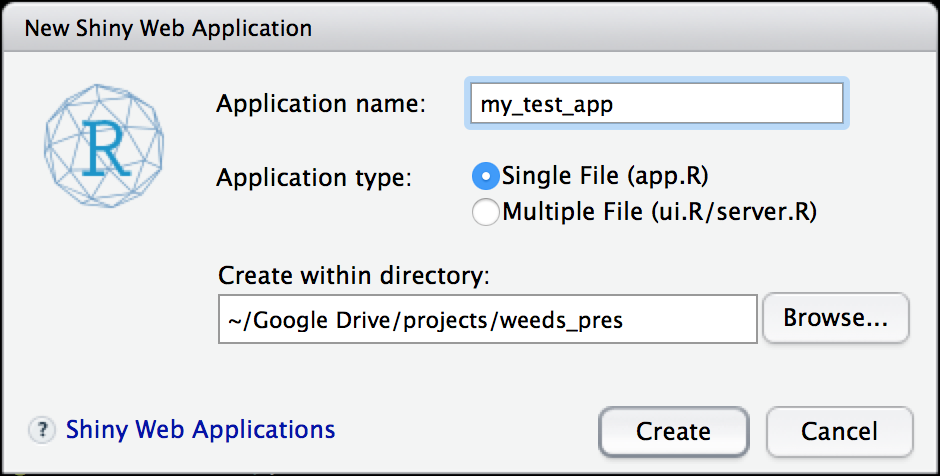 New Shiny Web Application
R
Application name: my_test_app
Application type: Single File (app.R)
Multiple File (ui.R/server.R)
Create within directory:
~/Google Drive/projects/weeds_pres Browse...
? Shiny Web Applications Create Cancel